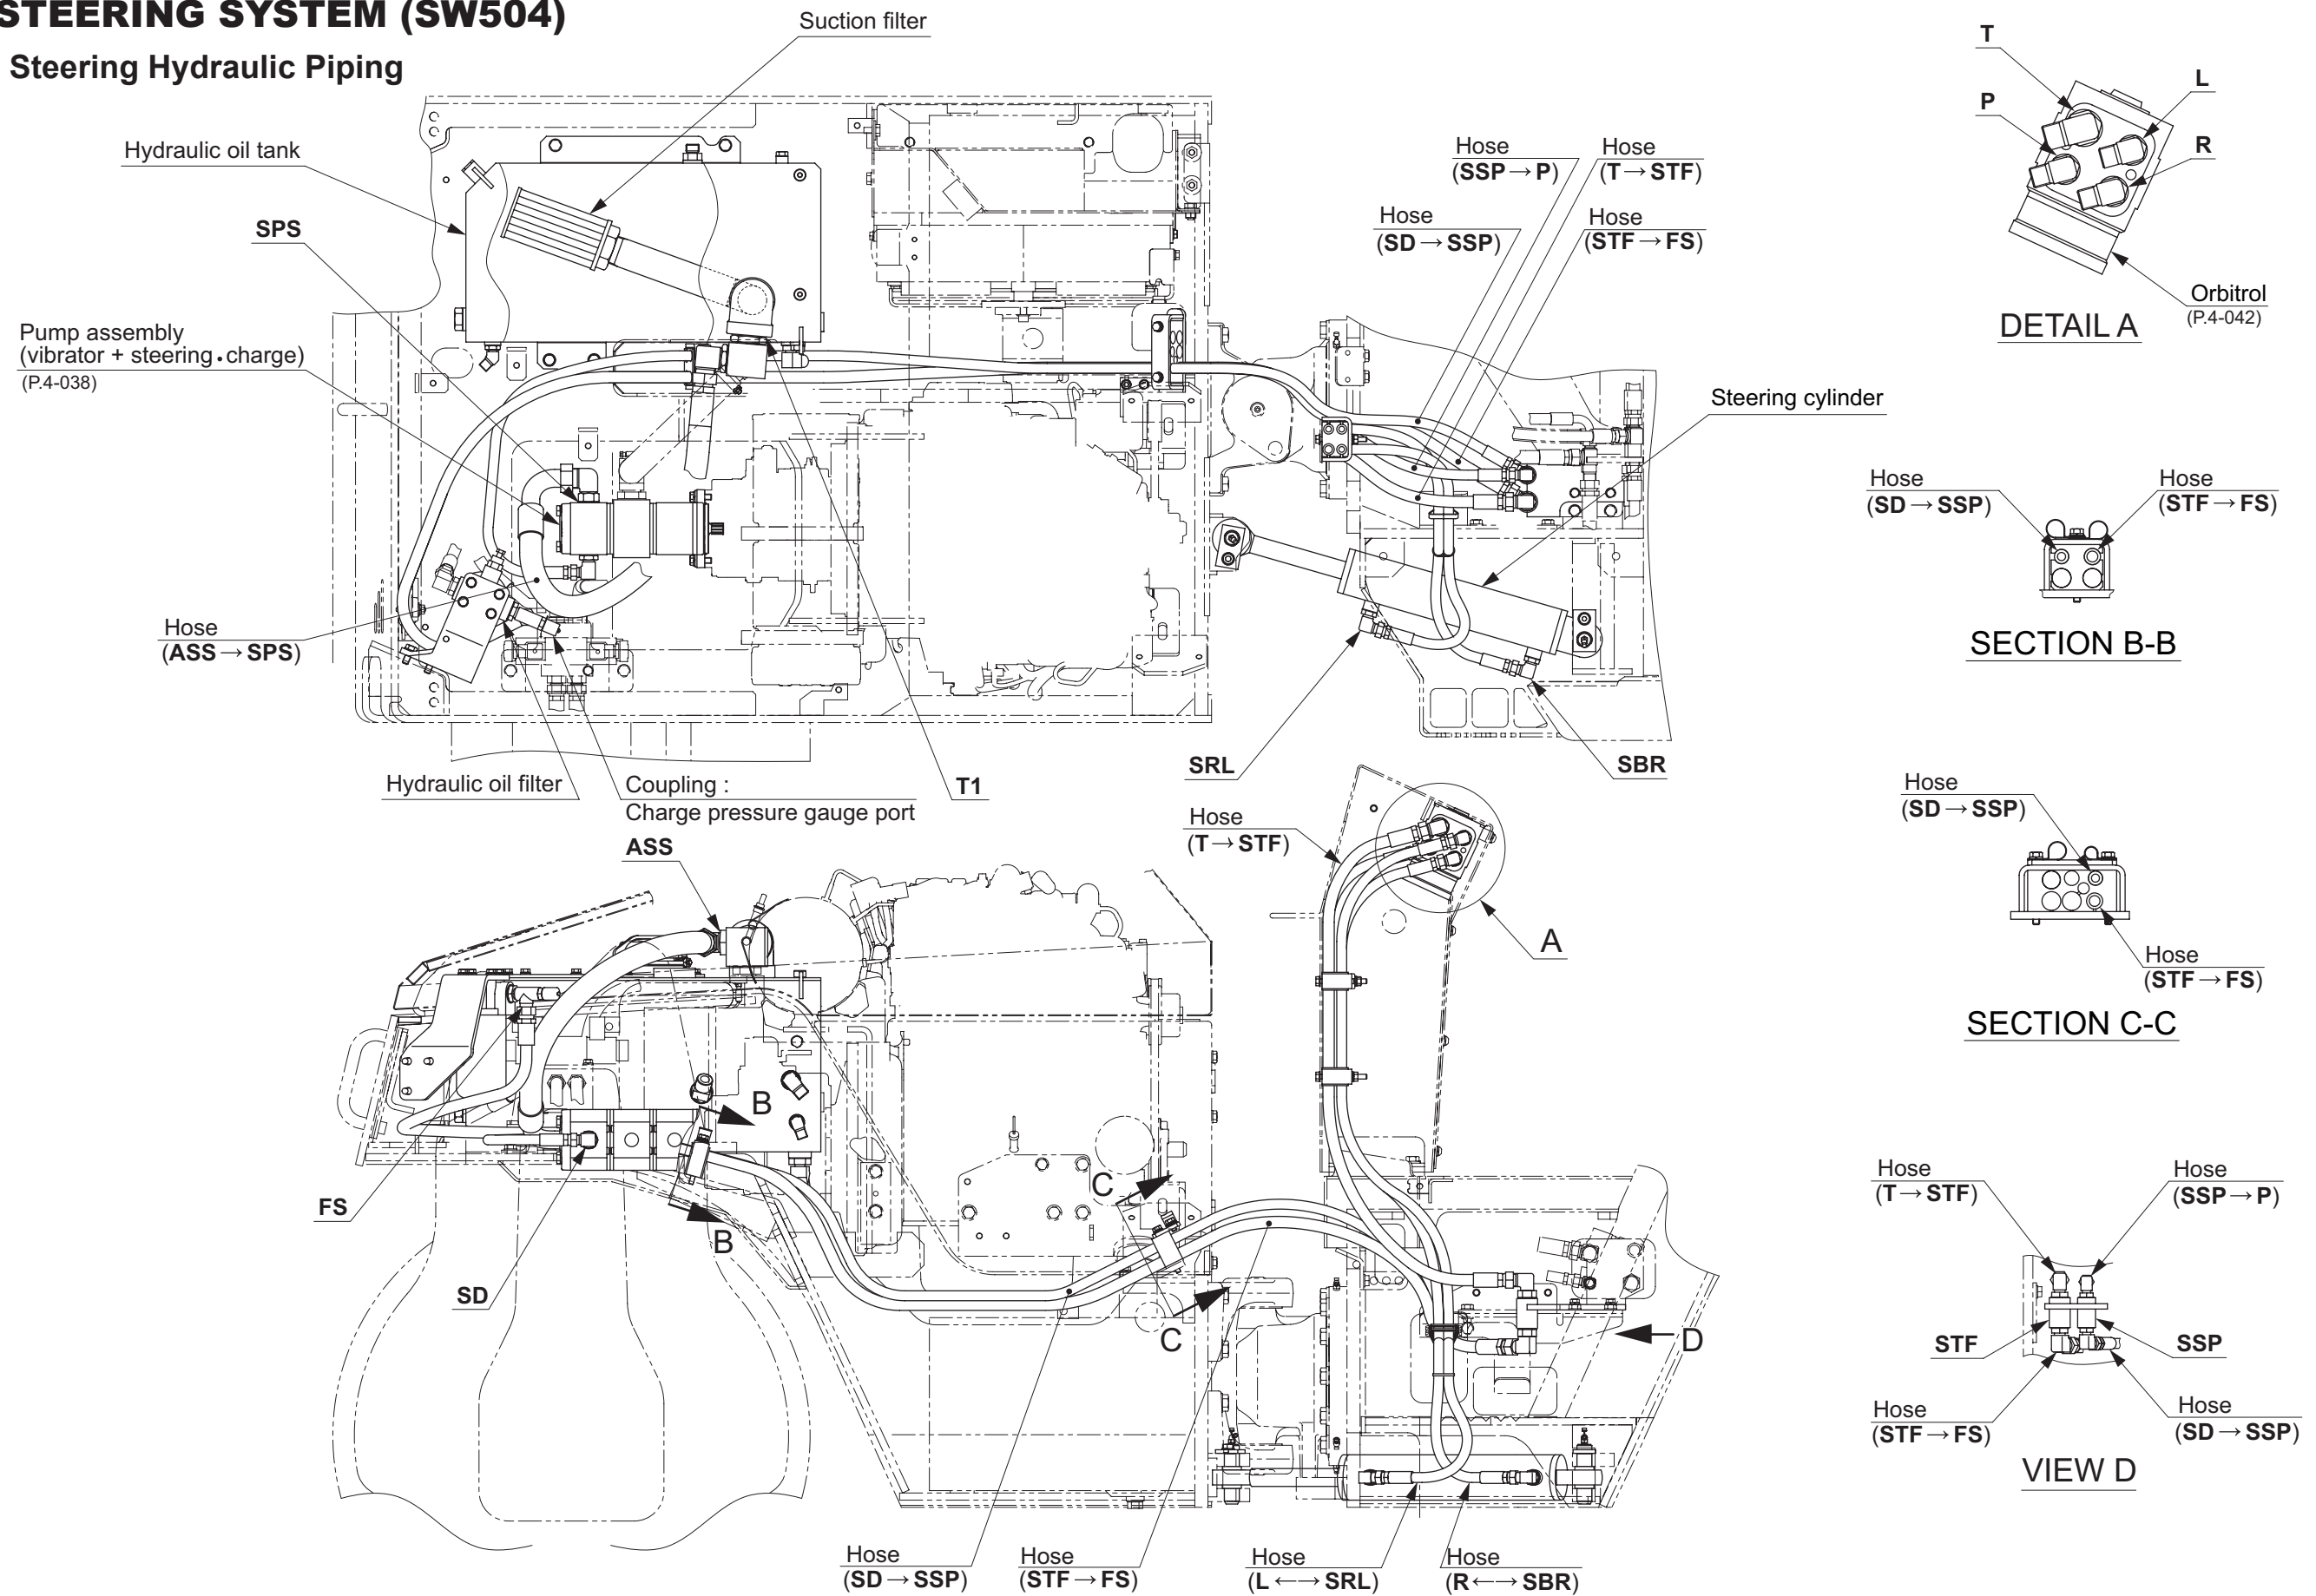 STEERING SYSTEM (SW504)
Steering Hydraulic Piping
Suction filter
Hydraulic oil tank
SPS
Pump assembly
(vibrator + steering・charge)
(P.4-038)
Hose
(ASS → SPS)
Hydraulic oil filter
Coupling :
Charge pressure gauge port
T1
Hose
(SSP → P)
Hose
(T → STF)
Hose
(SD → SSP)
Hose
(STF → FS)
Steering cylinder
SRL
SBR
T
L
P
R
Orbitrol
(P.4-042)
DETAIL A
Hose
(SD → SSP)
Hose
(STF → FS)
SECTION B-B
Hose
(SD → SSP)
Hose
(STF → FS)
SECTION C-C
ASS
Hose
(T → STF)
A
B
B
C
C
D
FS
SD
Hose
(SD → SSP)
Hose
(STF → FS)
Hose
(L ←→ SRL)
Hose
(R ←→ SBR)
Hose
(T → STF)
Hose
(SSP → P)
STF
SSP
Hose
(STF → FS)
Hose
(SD → SSP)
VIEW D